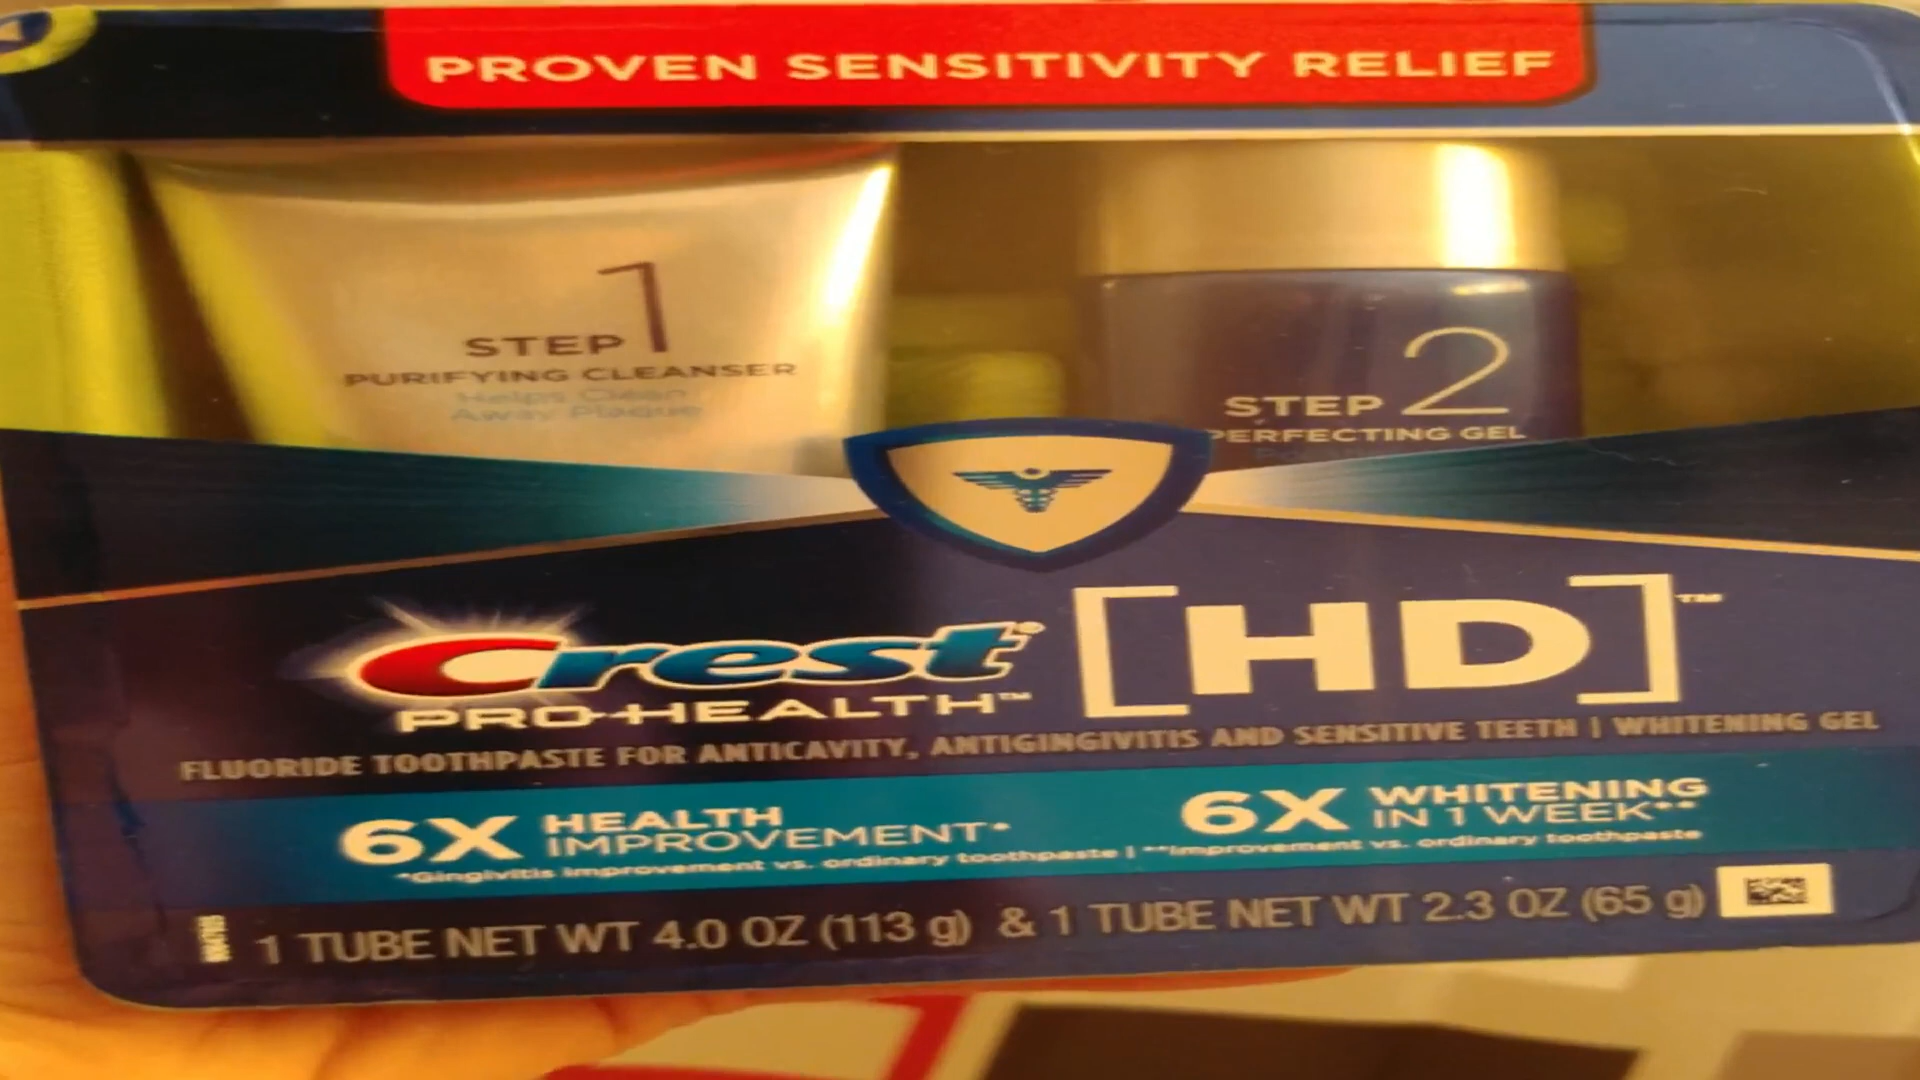 PROVEN SENSITIVITY RELIEF
STEP 1
PURIFYING CLEANSER
Helps Clean
Away Plaque
STEP 2
PERFECTING GEL
Crest® [HD]™
PRO-HEALTH™
FLUORIDE TOOTHPASTE FOR ANTICAVITY, ANTIGINGIVITIS AND SENSITIVE TEETH | WHITENING GEL
6X HEALTH IMPROVEMENT*
6X WHITENING IN 1 WEEK**
*Gingivitis improvement vs. ordinary toothpaste | **Improvement vs. ordinary toothpaste
1 TUBE NET WT 4.0 OZ (113 g) & 1 TUBE NET WT 2.3 OZ (65 g)